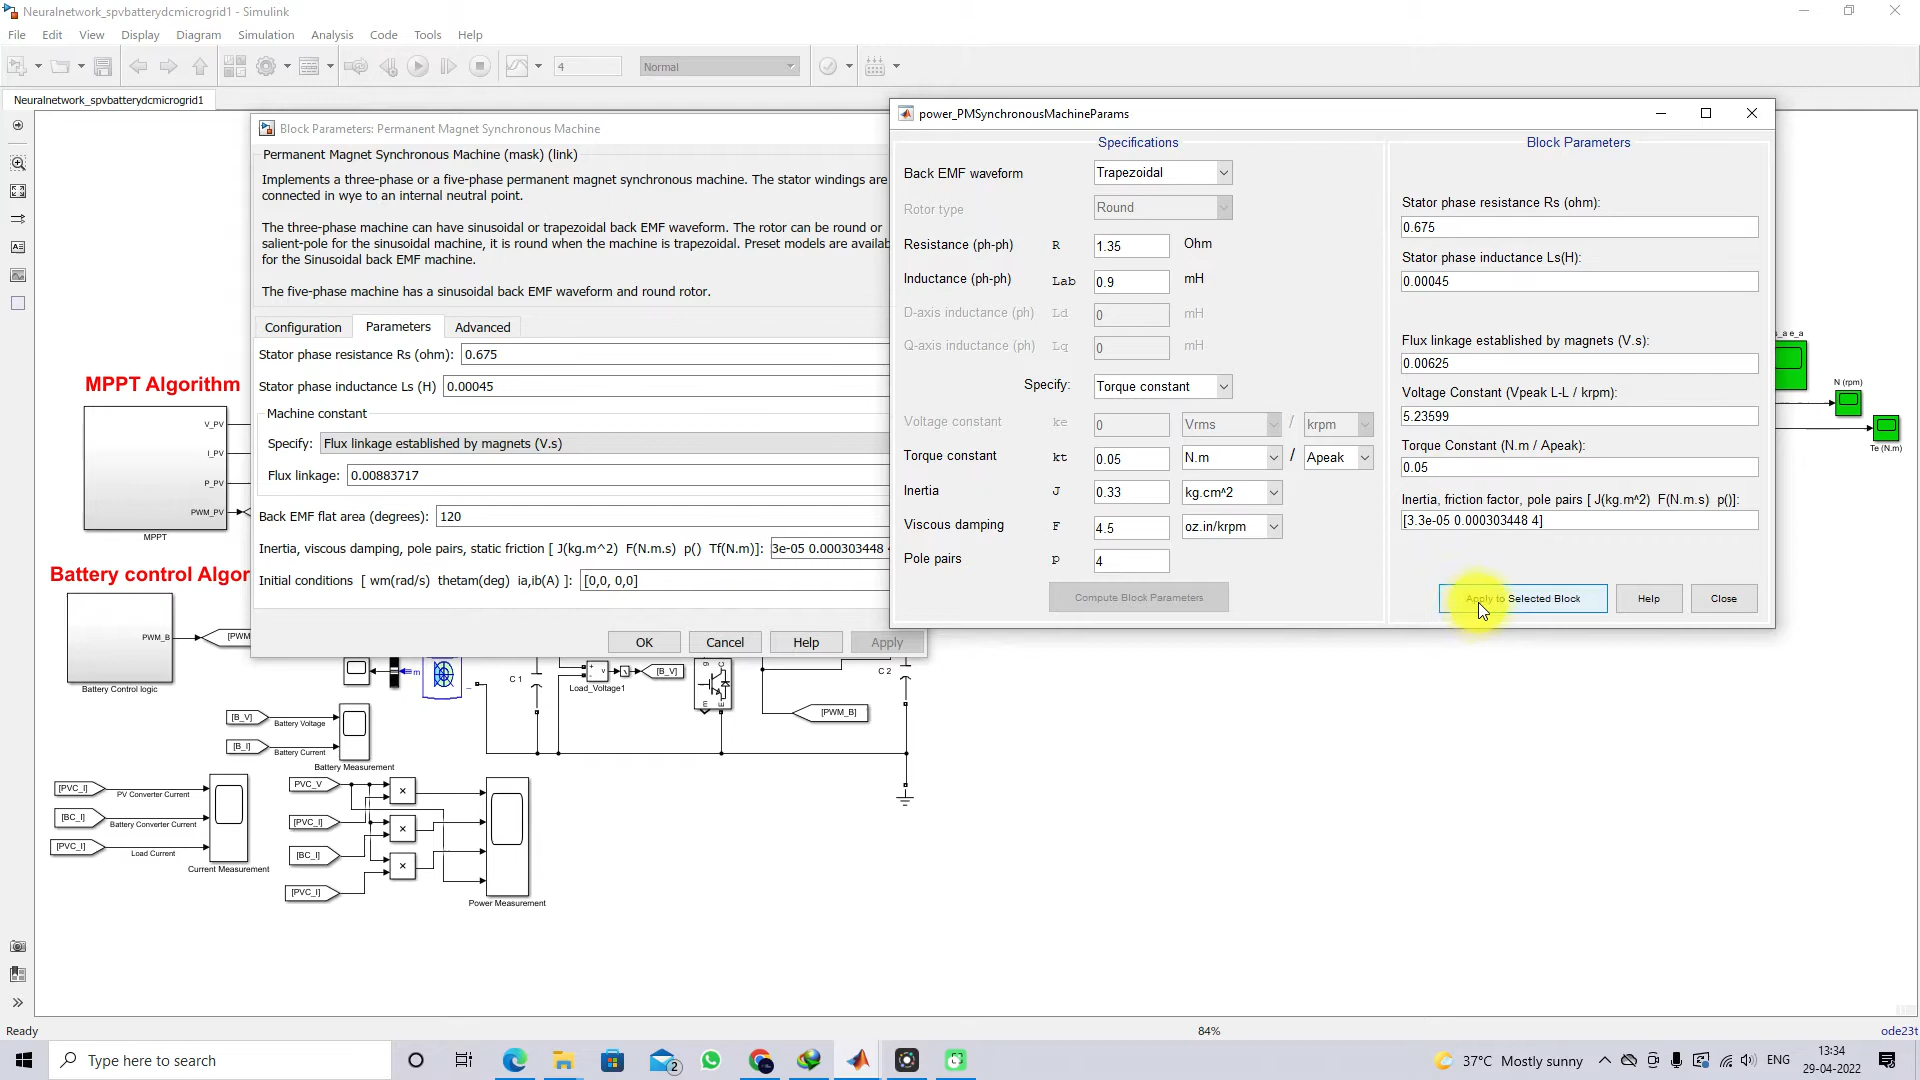 Neuralnetwork_spvbatterydcmicrogrid1 - Simulink
File Edit View Display Diagram Simulation Analysis Code Tools Help
4
Normal
Neuralnetwork_spvbatterydcmicrogrid1
Block Parameters: Permanent Magnet Synchronous Machine
Permanent Magnet Synchronous Machine (mask) (link)
Implements a three-phase or a five-phase permanent magnet synchronous machine. The stator windings are
connected in wye to an internal neutral point.
The three-phase machine can have sinusoidal or trapezoidal back EMF waveform. The rotor can be round or
salient-pole for the sinusoidal machine, it is round when the machine is trapezoidal. Preset models are availab
for the Sinusoidal back EMF machine.
The five-phase machine has a sinusoidal back EMF waveform and round rotor.
Configuration Parameters Advanced
Stator phase resistance Rs (ohm): 0.675
Stator phase inductance Ls (H) 0.00045
Machine constant
Specify: Flux linkage established by magnets (V.s)
Flux linkage: 0.00883717
Back EMF flat area (degrees): 120
Inertia, viscous damping, pole pairs, static friction [ J(kg.m^2) F(N.m.s) p() Tf(N.m)]: 3e-05 0.000303448
Initial conditions [ wm(rad/s) thetam(deg) ia,ib(A) ]: [0,0, 0,0]
OK Cancel Help Apply
power_PMSynchronousMachineParams
Specifications
Back EMF waveform Trapezoidal
Rotor type Round
Resistance (ph-ph) R 1.35 Ohm
Inductance (ph-ph) Lab 0.9 mH
D-axis inductance (ph) Ld 0 mH
Q-axis inductance (ph) Lq 0 mH
Specify: Torque constant
Voltage constant ke 0 Vrms / krpm
Torque constant kt 0.05 N.m / Apeak
Inertia J 0.33 kg.cm^2
Viscous damping F 4.5 oz.in/krpm
Pole pairs p 4
Compute Block Parameters
Block Parameters
Stator phase resistance Rs (ohm):
0.675
Stator phase inductance Ls(H):
0.00045
Flux linkage established by magnets (V.s):
0.00625
Voltage Constant (Vpeak L-L / krpm):
5.23599
Torque Constant (N.m / Apeak):
0.05
Inertia, friction factor, pole pairs [ J(kg.m^2) F(N.m.s) p()]:
[3.3e-05 0.000303448 4]
Apply to Selected Block Help Close
MPPT Algorithm
V_PV
I_PV
P_PV
PWM_PV
MPPT
Battery control Algor
PWM_B
[PWM
Battery Control logic
s_a e_a
N (rpm)
Te (N.m)
m
C 1
Load_Voltage1
[B_V]
C 2
[PWM_B]
[B_V] Battery Voltage
[B_I] Battery Current
Battery Measurement
[PVC_I] PV Converter Current
[BC_I] Battery Converter Current
[PVC_I] Load Current
Current Measurement
PVC_V
[PVC_I]
[BC_I]
[PVC_I]
Power Measurement
Ready
84%
ode23t
Type here to search
2
37°C Mostly sunny
ENG
13:34
29-04-2022